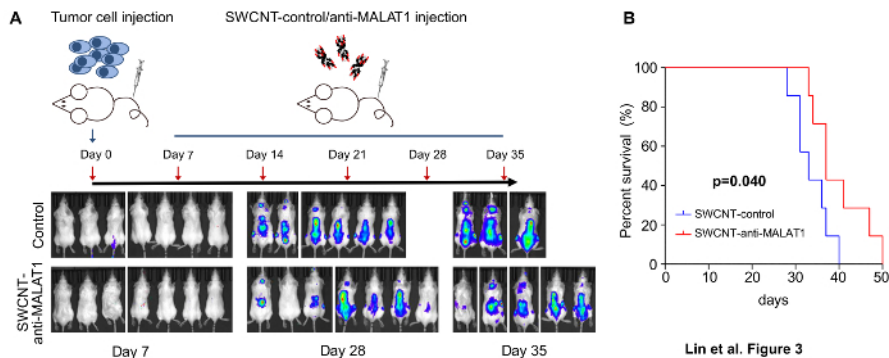 A
Tumor cell injection
SWCNT-control/anti-MALAT1 injection
Day 0
Day 7
Day 14
Day 21
Day 28
Day 35
Control
SWCNT-
anti-MALAT1
Day 7
Day 28
Day 35
B
Percent survival (%)
100
80
60
40
20
0
p=0.040
SWCNT-control
SWCNT-anti-MALAT1
0
10
20
30
40
50
days
Lin et al. Figure 3